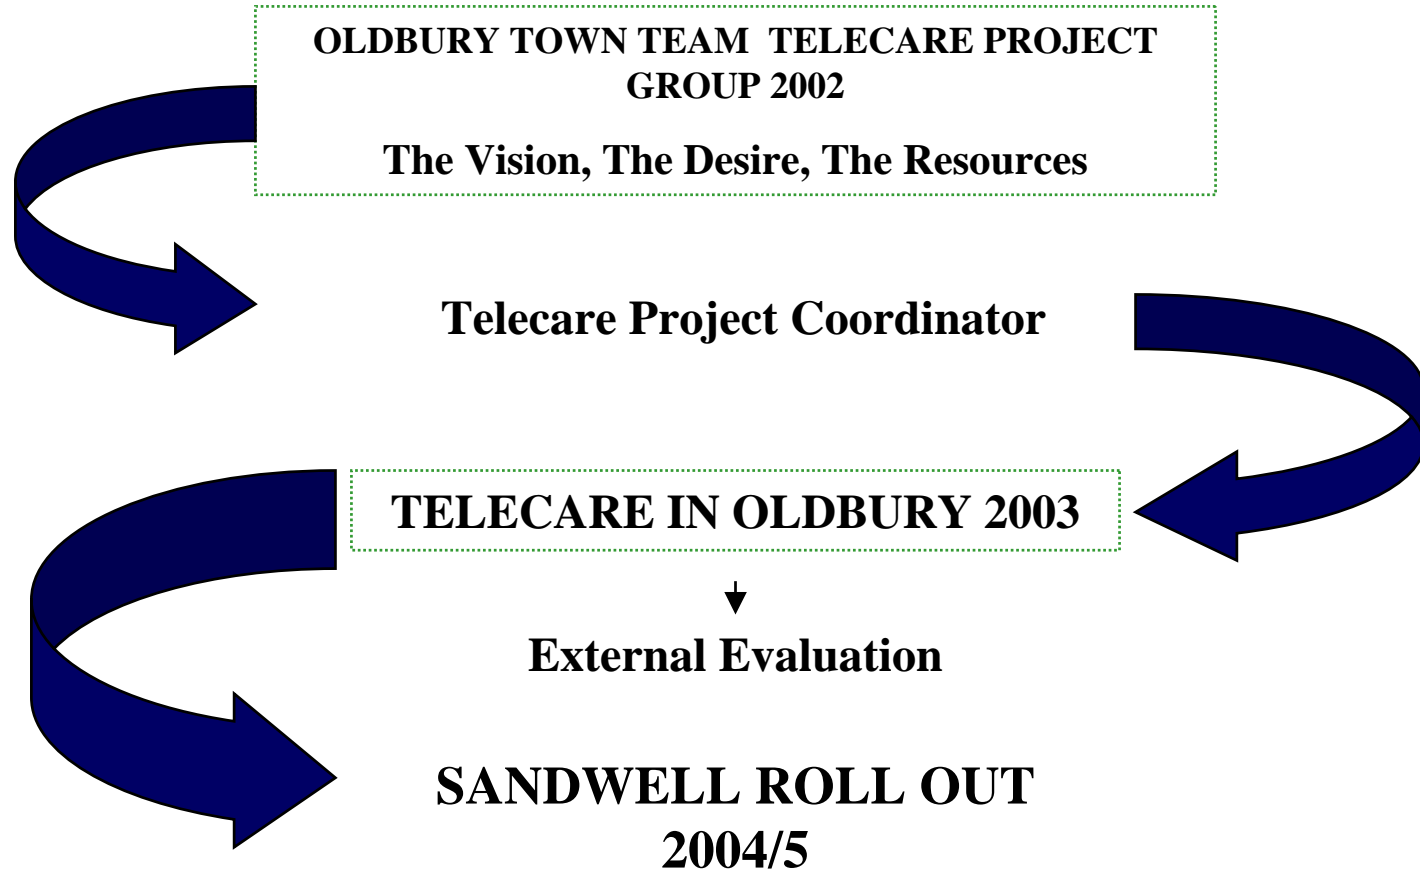 OLDBURY TOWN TEAM  TELECARE PROJECT
GROUP 2002
The Vision, The Desire, The Resources
Telecare Project Coordinator
TELECARE IN OLDBURY 2003
External Evaluation
SANDWELL ROLL OUT
2004/5